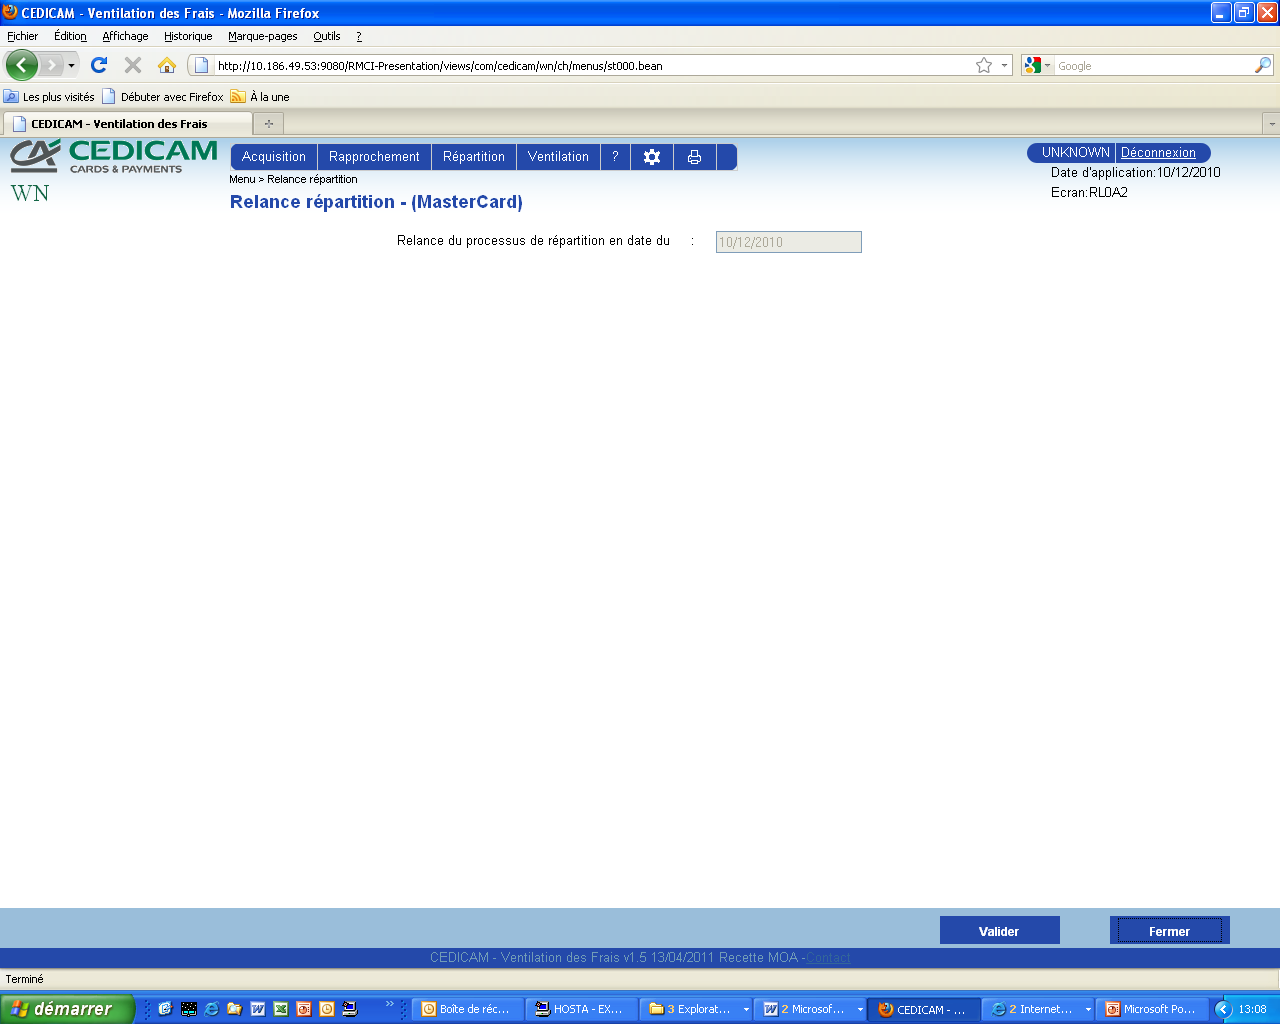 CEDICAM - Ventilation des Frais - Mozilla Firefox
Fichier Édition Affichage Historique Marque-pages Outils ?
http://10.186.49.53:9080/RMCI-Presentation/views/com/cedicam/wn/ch/menus/st000.bean
Google
Les plus visités Débuter avec Firefox À la une
CEDICAM - Ventilation des Frais
CA CEDICAM
CARDS & PAYMENTS
WN
Acquisition Rapprochement Répartition Ventilation ?
UNKNOWN Déconnexion
Date d'application:10/12/2010
Ecran:RL0A2
Menu > Relance répartition
Relance répartition - (MasterCard)
Relance du processus de répartition en date du : 10/12/2010
Valider Fermer
CEDICAM - Ventilation des Frais v1.5 13/04/2011 Recette MOA -Contact
Terminé
démarrer Boîte de réc... HOSTA - EX... 3 Explorat... 2 Microsof... CEDICAM - ... 2 Internet... Microsoft Po... 13:08